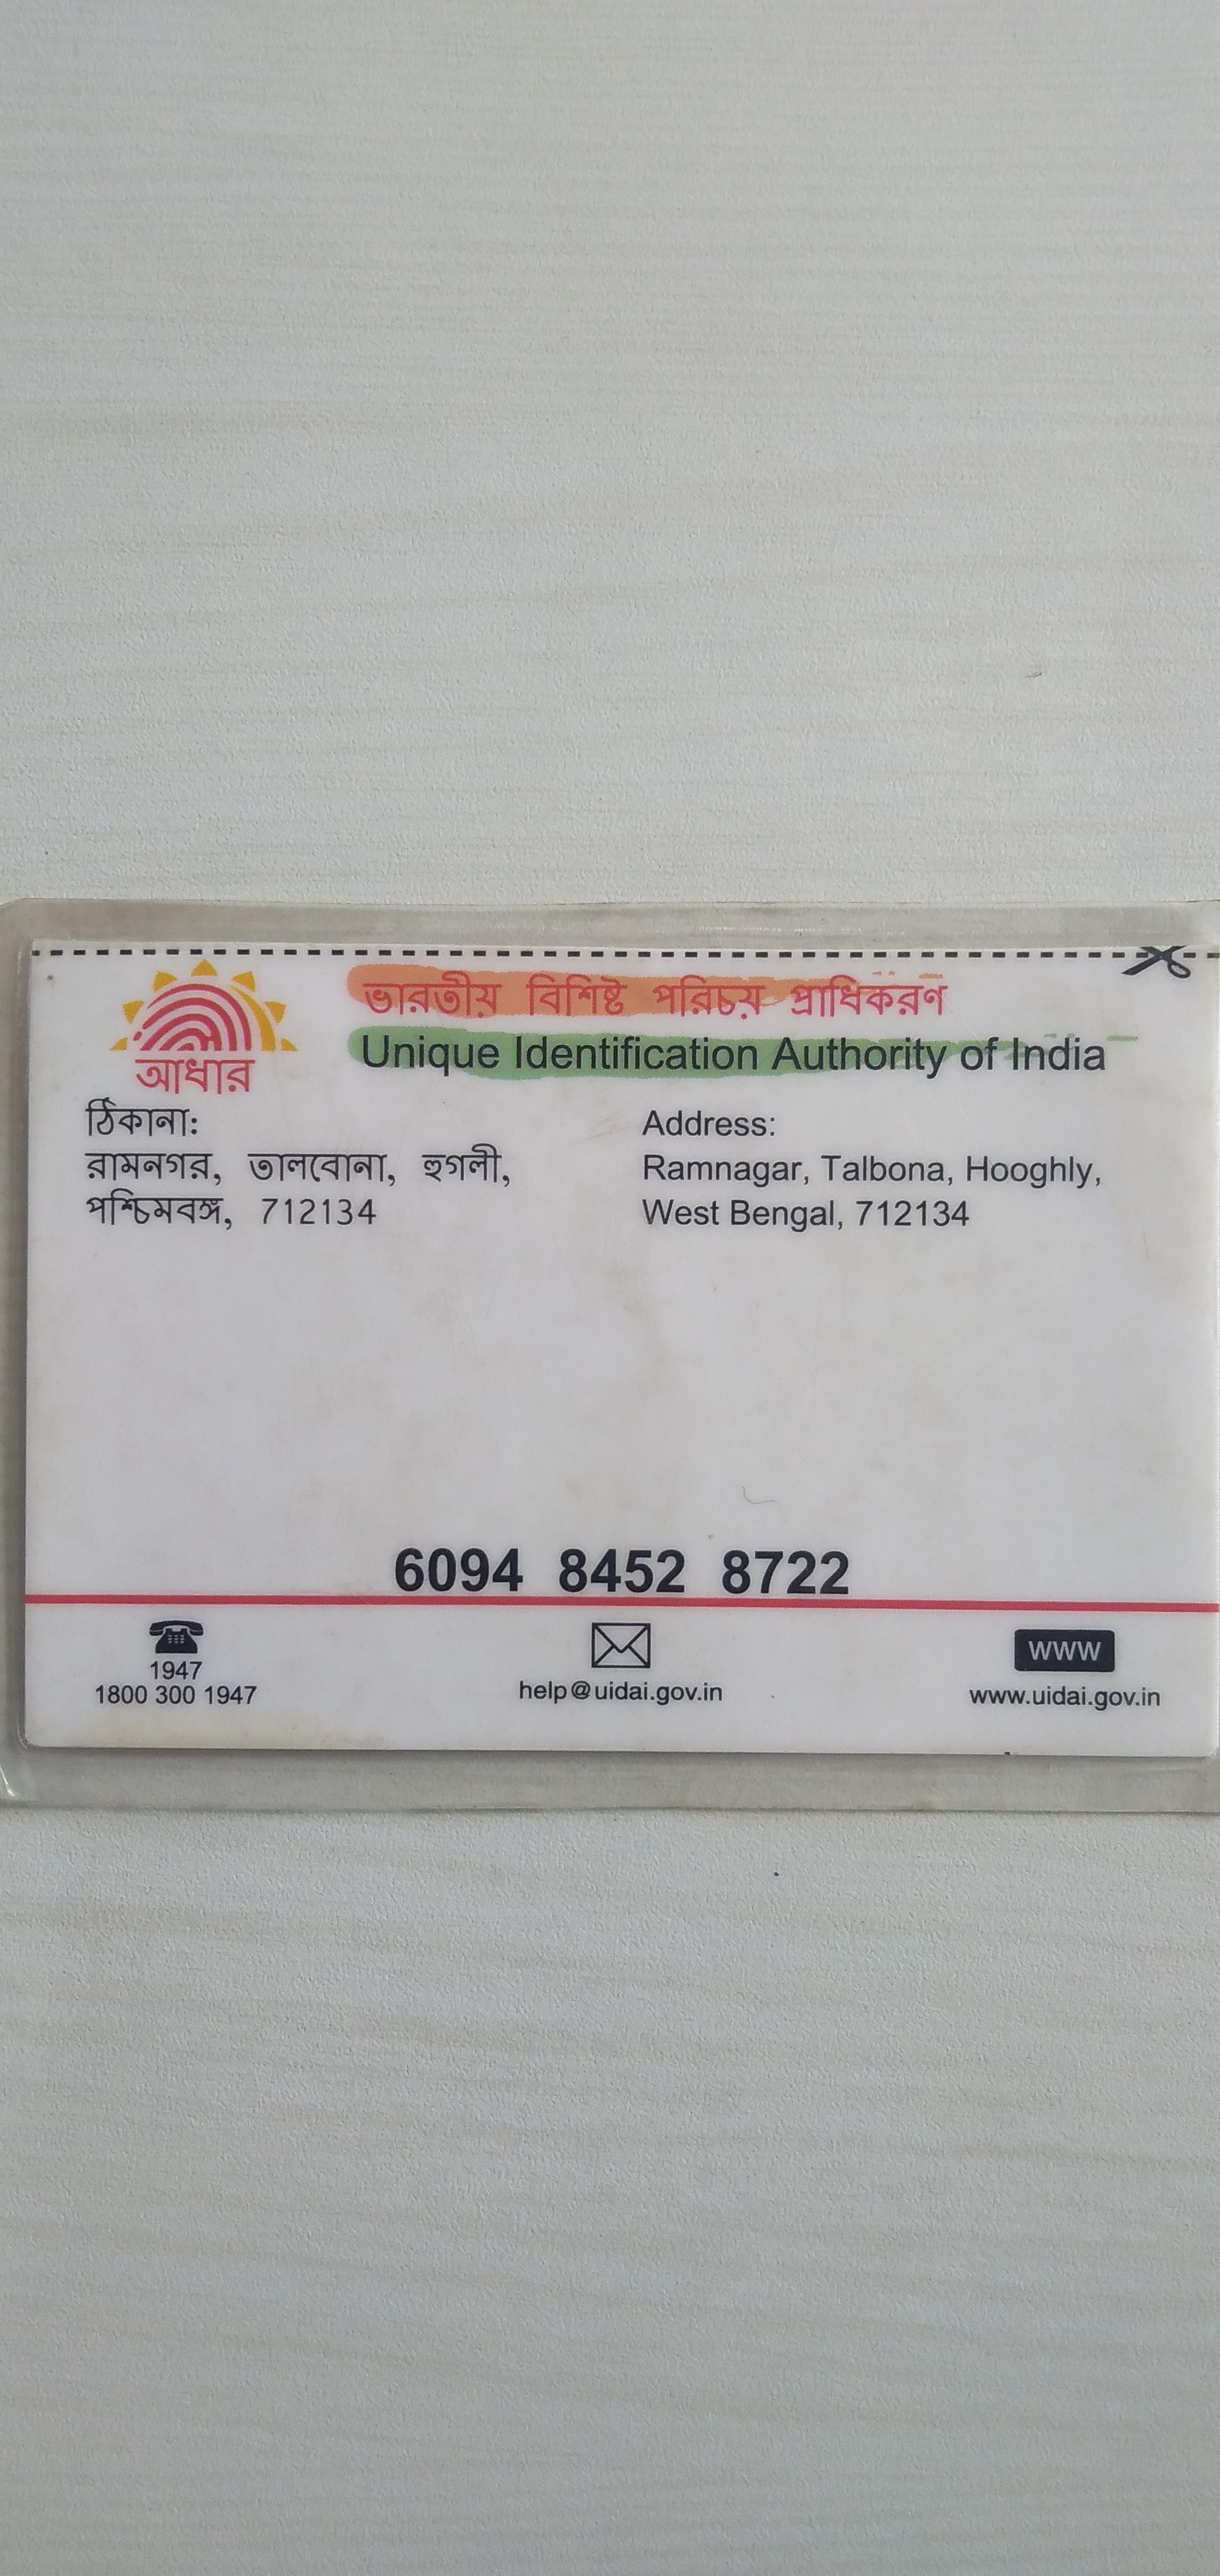 ভারতীয় বিশিষ্ট পরিচয় প্রাধিকরণ
Unique Identification Authority of India
আধার
ঠিকানা:
রামনগর, তালবোনা, হুগলী,
পশ্চিমবঙ্গ, 712134
Address:
Ramnagar, Talbona, Hooghly,
West Bengal, 712134
6094 8452 8722
1947
1800 300 1947
help@uidai.gov.in
www
www.uidai.gov.in